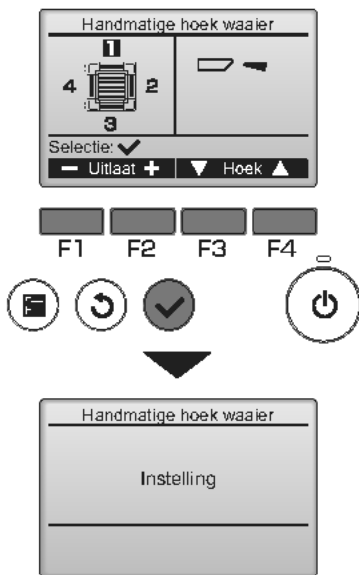 Handmatige hoek waaier
1
4 2
3
Selectie:
− Uitlaat + ▼ Hoek ▲
F1 F2 F3 F4
Handmatige hoek waaier
Instelling